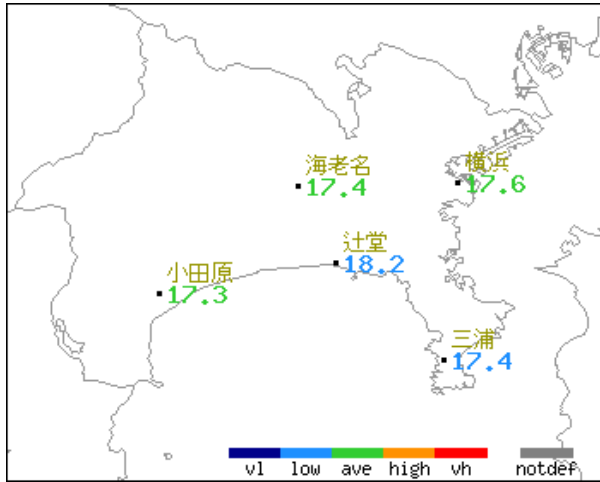 海老名
17.4
横浜
17.6
辻堂
18.2
小田原
17.3
三浦
17.4
vl low ave high vh notdef